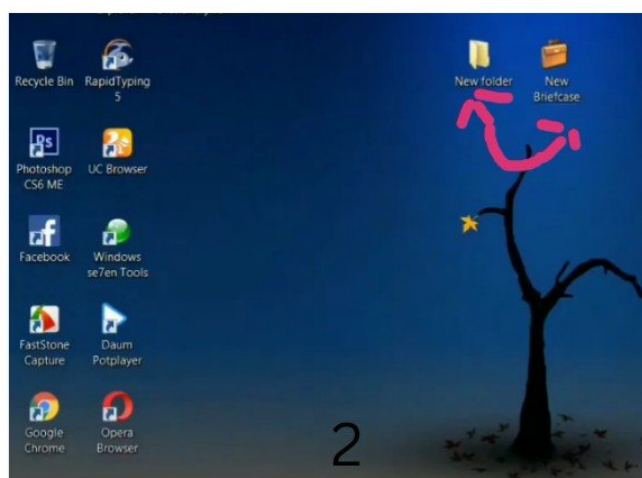 Recycle Bin
RapidTyping
5
New folder
New
Briefcase
Ps
Photoshop
CS6 ME
UC Browser
f
Facebook
Windows
se7en Tools
FastStone
Capture
Daum
Potplayer
Google
Chrome
Opera
Browser
2